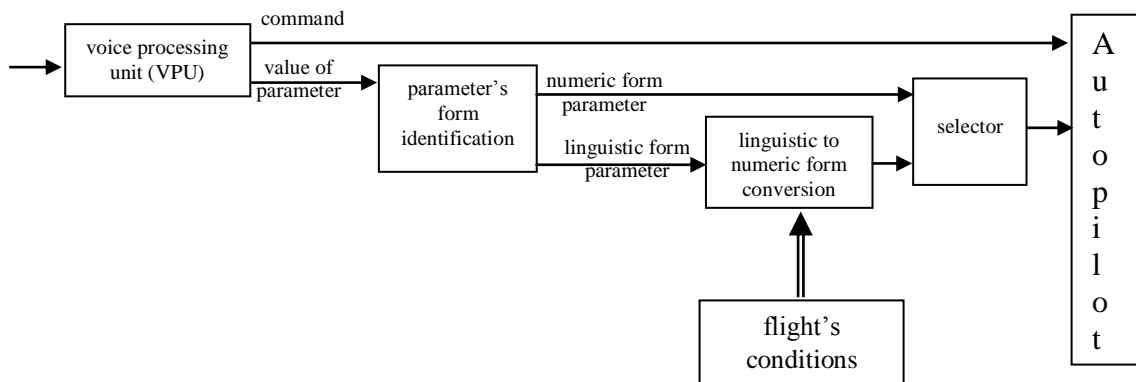 command
voice processing
unit (VPU)
value of
parameter
parameter’s
form
identification
numeric form
parameter
linguistic form
parameter
linguistic to
numeric form
conversion
selector
flight’s
conditions
A
u
t
o
p
i
l
o
t